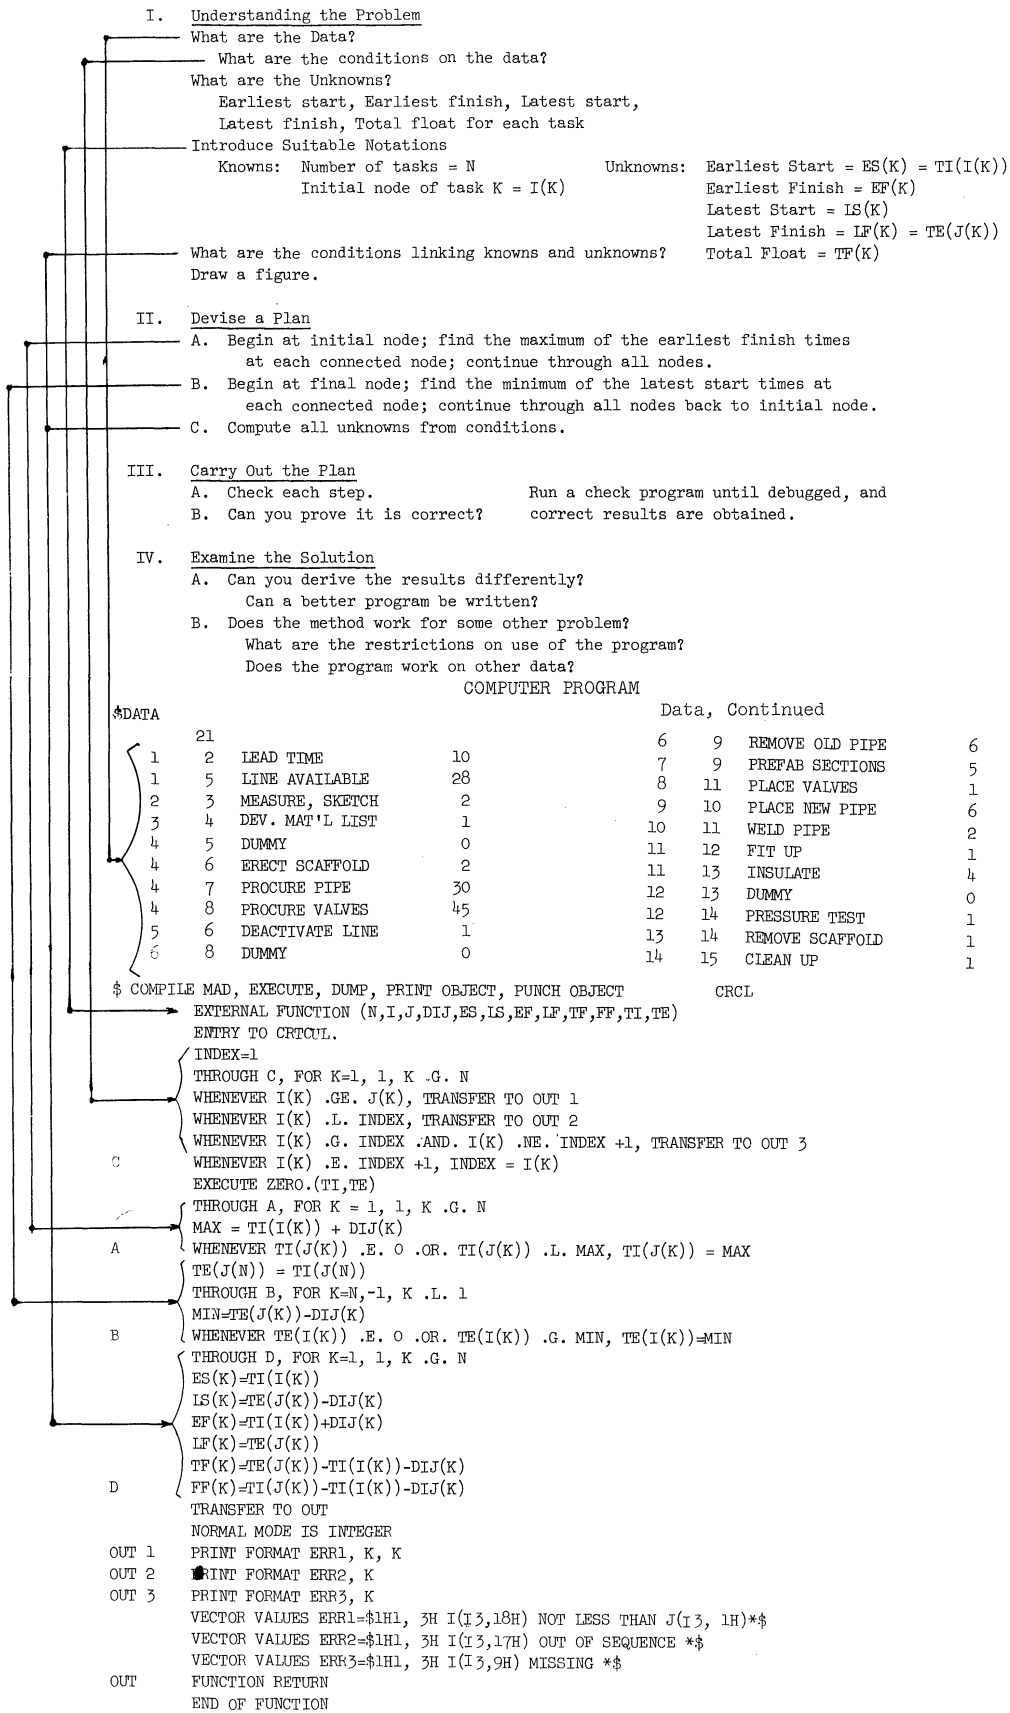 I. Understanding the Problem
What are the Data?
What are the conditions on the data?
What are the Unknowns?
Earliest start, Earliest finish, Latest start,
Latest finish, Total float for each task
Introduce Suitable Notations
Knowns: Number of tasks = N Unknowns: Earliest Start = ES(K) = TI(I(K))
Initial node of task K = I(K) Earliest Finish = EF(K)
Latest Start = LS(K)
Latest Finish = LF(K) = TE(J(K))
What are the conditions linking knowns and unknowns? Total Float = TF(K)
Draw a figure.
II. Devise a Plan
A. Begin at initial node; find the maximum of the earliest finish times
at each connected node; continue through all nodes.
B. Begin at final node; find the minimum of the latest start times at
each connected node; continue through all nodes back to initial node.
C. Compute all unknowns from conditions.
III. Carry Out the Plan
A. Check each step. Run a check program until debugged, and
B. Can you prove it is correct? correct results are obtained.
IV. Examine the Solution
A. Can you derive the results differently?
Can a better program be written?
B. Does the method work for some other problem?
What are the restrictions on use of the program?
Does the program work on other data?
COMPUTER PROGRAM
$DATA
21
1 2 LEAD TIME 10
1 5 LINE AVAILABLE 28
2 3 MEASURE, SKETCH 2
3 4 DEV. MAT'L LIST 1
4 5 DUMMY 0
4 6 ERECT SCAFFOLD 2
4 7 PROCURE PIPE 30
4 8 PROCURE VALVES 45
5 6 DEACTIVATE LINE 1
6 8 DUMMY 0
Data, Continued
6 9 REMOVE OLD PIPE 6
7 9 PREFAB SECTIONS 5
8 11 PLACE VALVES 1
9 10 PLACE NEW PIPE 6
10 11 WELD PIPE 2
11 12 FIT UP 1
11 13 INSULATE 4
12 13 DUMMY 0
12 14 PRESSURE TEST 1
13 14 REMOVE SCAFFOLD 1
14 15 CLEAN UP 1
$ COMPILE MAD, EXECUTE, DUMP, PRINT OBJECT, PUNCH OBJECT CRCL
EXTERNAL FUNCTION (N,I,J,DIJ,ES,LS,EF,LF,TF,FF,TI,TE)
ENTRY TO CRTCUL.
INDEX=1
THROUGH C, FOR K=1, 1, K .G. N
WHENEVER I(K) .GE. J(K), TRANSFER TO OUT 1
WHENEVER I(K) .L. INDEX, TRANSFER TO OUT 2
WHENEVER I(K) .G. INDEX .AND. I(K) .NE. INDEX +1, TRANSFER TO OUT 3
C WHENEVER I(K) .E. INDEX +1, INDEX = I(K)
EXECUTE ZERO.(TI,TE)
THROUGH A, FOR K = 1, 1, K .G. N
MAX = TI(I(K)) + DIJ(K)
A WHENEVER TI(J(K)) .E. 0 .OR. TI(J(K)) .L. MAX, TI(J(K)) = MAX
TE(J(N)) = TI(J(N))
THROUGH B, FOR K=N,-1, K .L. 1
MIN=TE(J(K))-DIJ(K)
B WHENEVER TE(I(K)) .E. 0 .OR. TE(I(K)) .G. MIN, TE(I(K))=MIN
THROUGH D, FOR K=1, 1, K .G. N
ES(K)=TI(I(K))
LS(K)=TE(J(K))-DIJ(K)
EF(K)=TI(I(K))+DIJ(K)
LF(K)=TE(J(K))
TF(K)=TE(J(K))-TI(I(K))-DIJ(K)
D FF(K)=TI(J(K))-TI(I(K))-DIJ(K)
TRANSFER TO OUT
NORMAL MODE IS INTEGER
OUT 1 PRINT FORMAT ERR1, K, K
OUT 2 PRINT FORMAT ERR2, K
OUT 3 PRINT FORMAT ERR3, K
VECTOR VALUES ERR1=$1H1, 3H I(I3,18H) NOT LESS THAN J(I3, 1H)*$
VECTOR VALUES ERR2=$1H1, 3H I(I3,17H) OUT OF SEQUENCE *$
VECTOR VALUES ERR3=$1H1, 3H I(I3,9H) MISSING *$
OUT FUNCTION RETURN
END OF FUNCTION